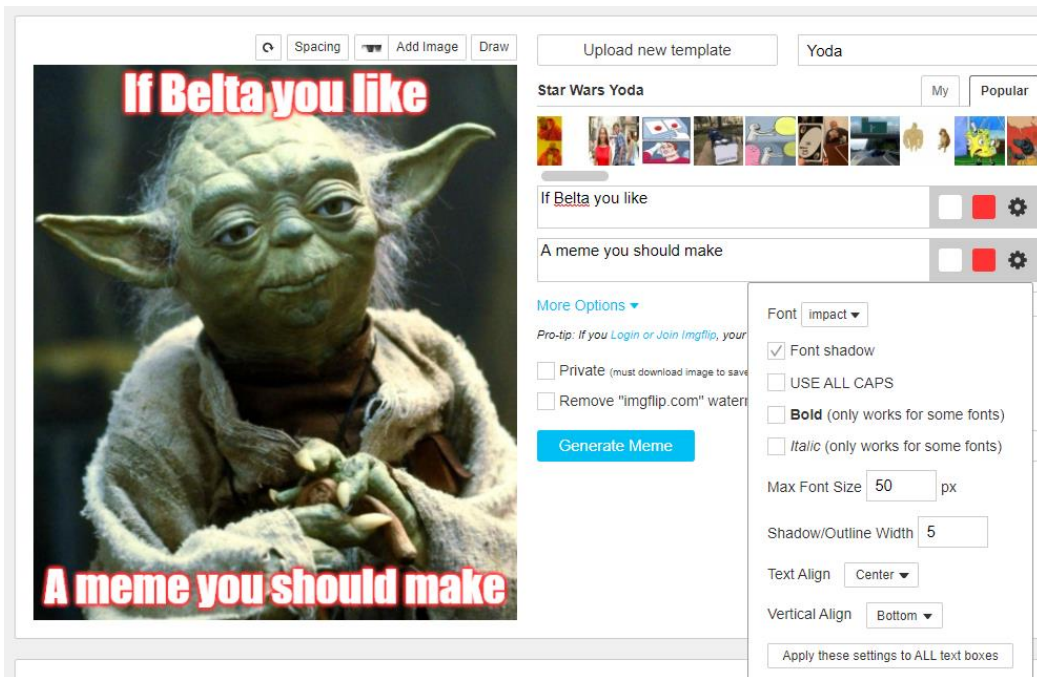 Spacing
Add Image
Draw
If Belta you like
A meme you should make
Upload new template
Yoda
Star Wars Yoda
My
Popular
If Belta you like
A meme you should make
More Options
Pro-tip: If you Login or Join Imgflip, your
Private (must download image to save
Remove "imgflip.com" water
Generate Meme
Font impact
Font shadow
USE ALL CAPS
Bold (only works for some fonts)
Italic (only works for some fonts)
Max Font Size 50 px
Shadow/Outline Width 5
Text Align Center
Vertical Align Bottom
Apply these settings to ALL text boxes